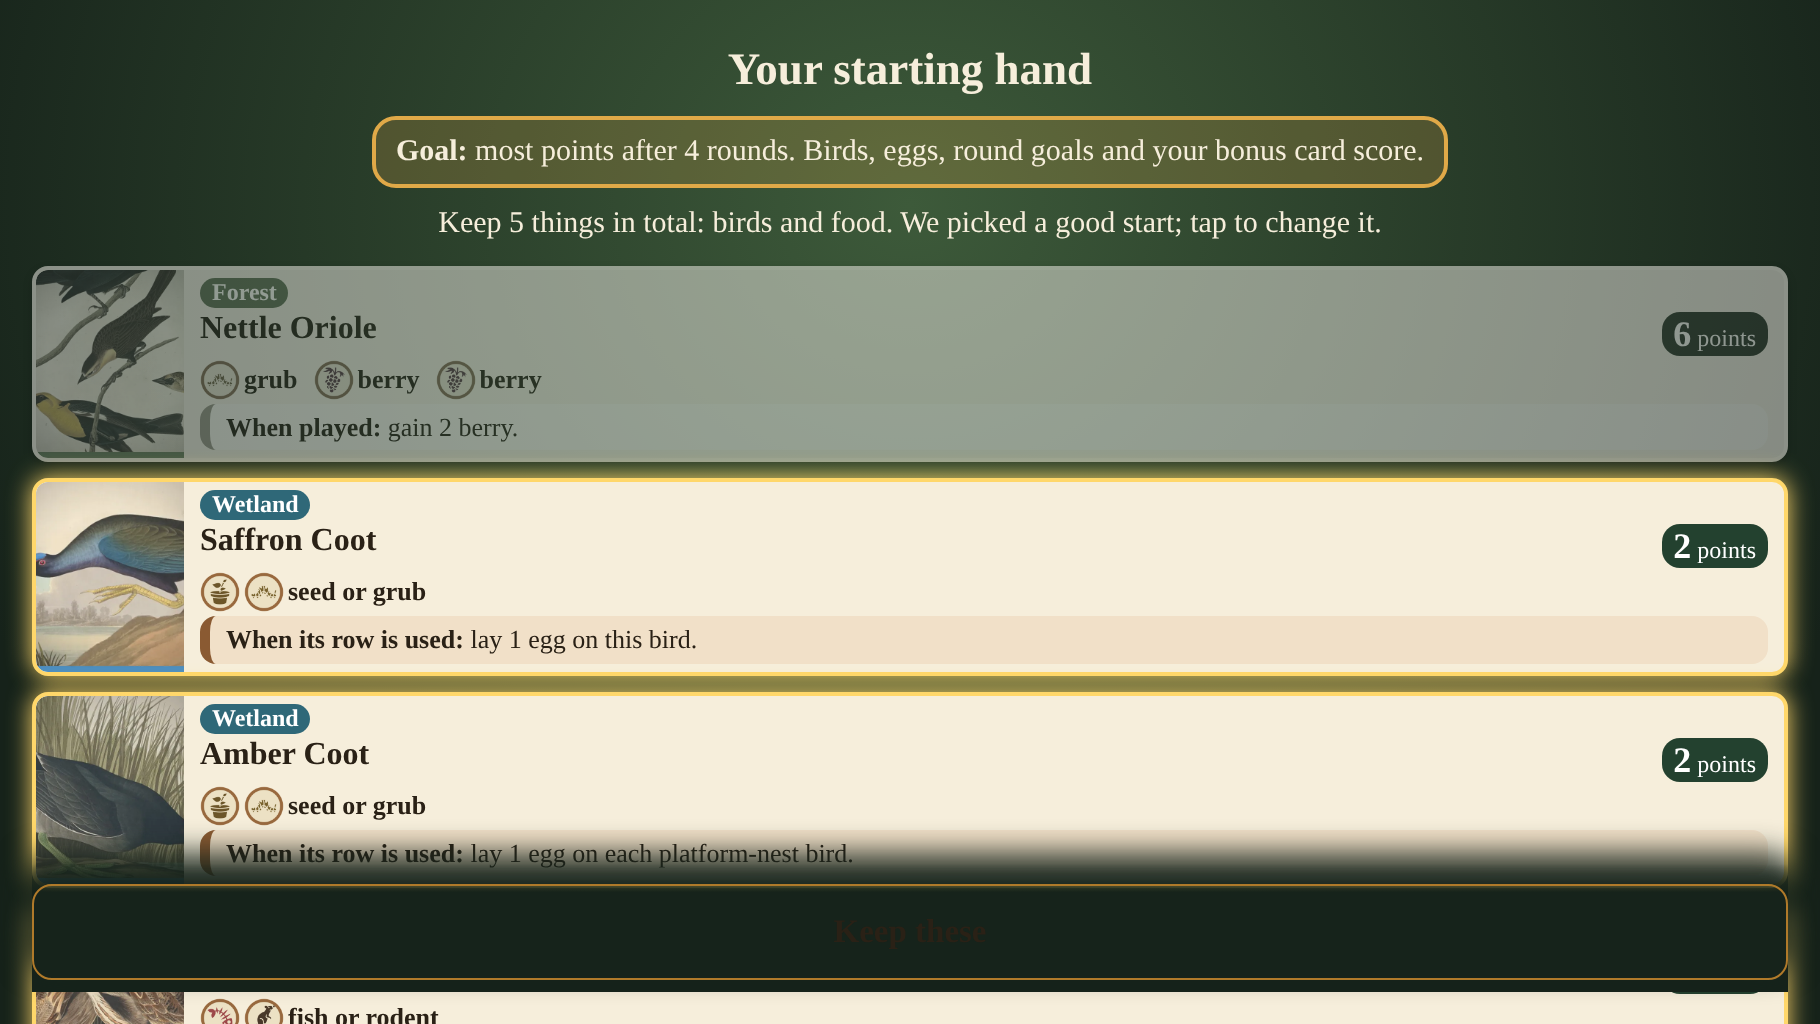 Your starting hand
Goal: most points after 4 rounds. Birds, eggs, round goals and your bonus card score.
Keep 5 things in total: birds and food. We picked a good start; tap to change it.
Forest
Nettle Oriole
6 points
grub berry berry
When played: gain 2 berry.
Wetland
Saffron Coot
2 points
seed or grub
When its row is used: lay 1 egg on this bird.
Wetland
Amber Coot
2 points
seed or grub
When its row is used: lay 1 egg on each platform-nest bird.
Keep these
fish or rodent